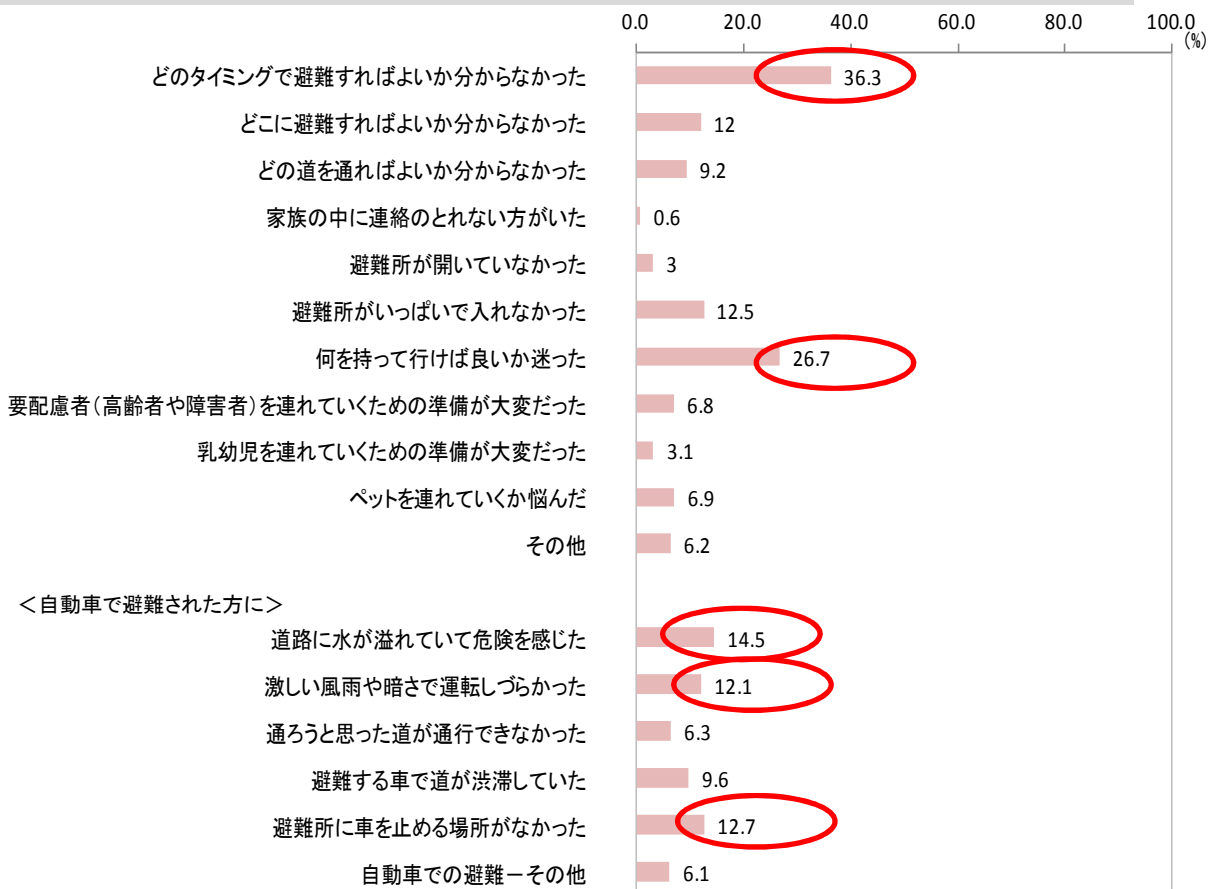 0.0 20.0 40.0 60.0 80.0 100.0
(%)
どのタイミングで避難すればよいか分からなかった 36.3
どこに避難すればよいか分からなかった 12
どの道を通ればよいか分からなかった 9.2
家族の中に連絡のとれない方がいた 0.6
避難所が開いていなかった 3
避難所がいっぱいで入れなかった 12.5
何を持って行けば良いか迷った 26.7
要配慮者(高齢者や障害者)を連れていくための準備が大変だった 6.8
乳幼児を連れていくための準備が大変だった 3.1
ペットを連れていくか悩んだ 6.9
その他 6.2
＜自動車で避難された方に＞
道路に水が溢れていて危険を感じた 14.5
激しい風雨や暗さで運転しづらかった 12.1
通ろうと思った道が通行できなかった 6.3
避難する車で道が渋滞していた 9.6
避難所に車を止める場所がなかった 12.7
自動車での避難－その他 6.1